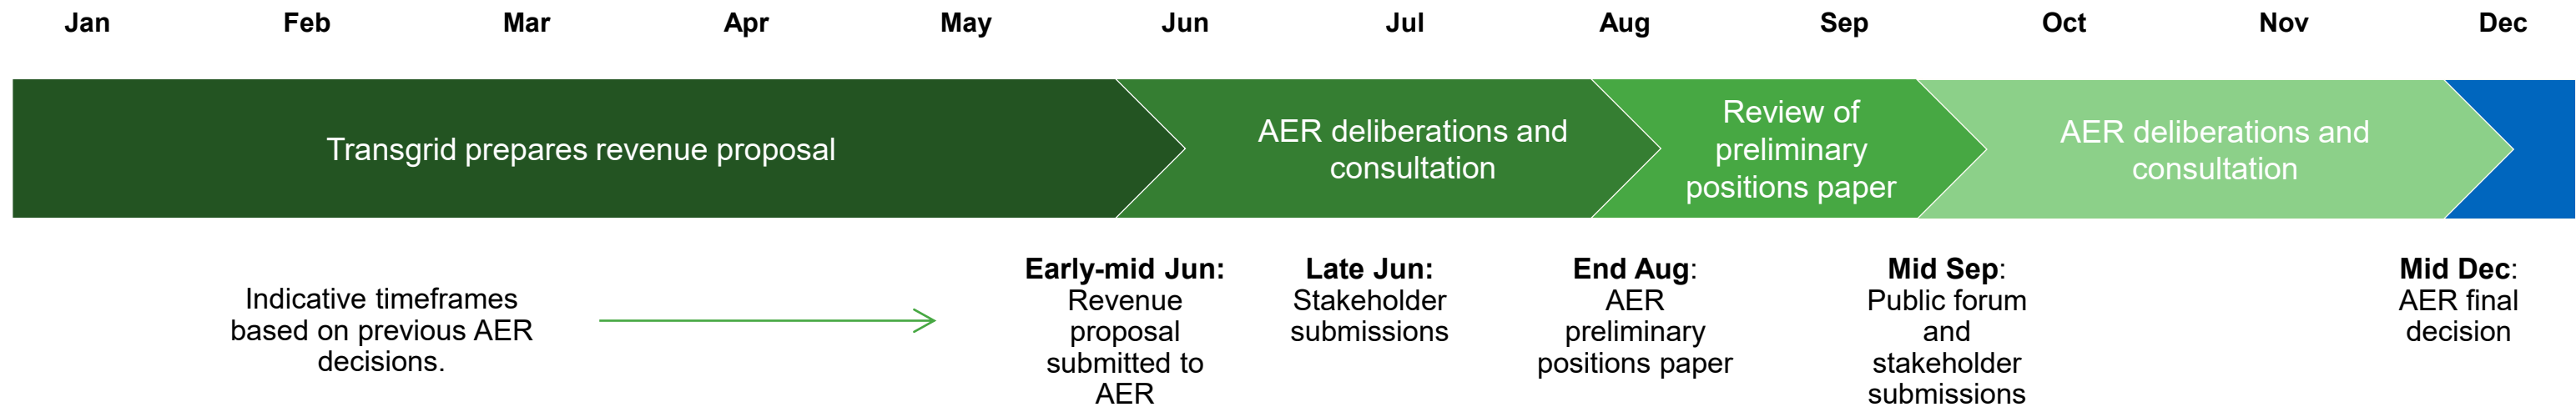 Jan Feb Mar Apr May Jun Jul Aug Sep Oct Nov Dec
Transgrid prepares revenue proposal
AER deliberations and
consultation
Review of
preliminary
positions paper
AER deliberations and
consultation
Indicative timeframes
based on previous AER
decisions.
Early-mid Jun:
Revenue
proposal
submitted to
AER
Late Jun:
Stakeholder
submissions
End Aug:
AER
preliminary
positions paper
Mid Sep:
Public forum
and
stakeholder
submissions
Mid Dec:
AER final
decision